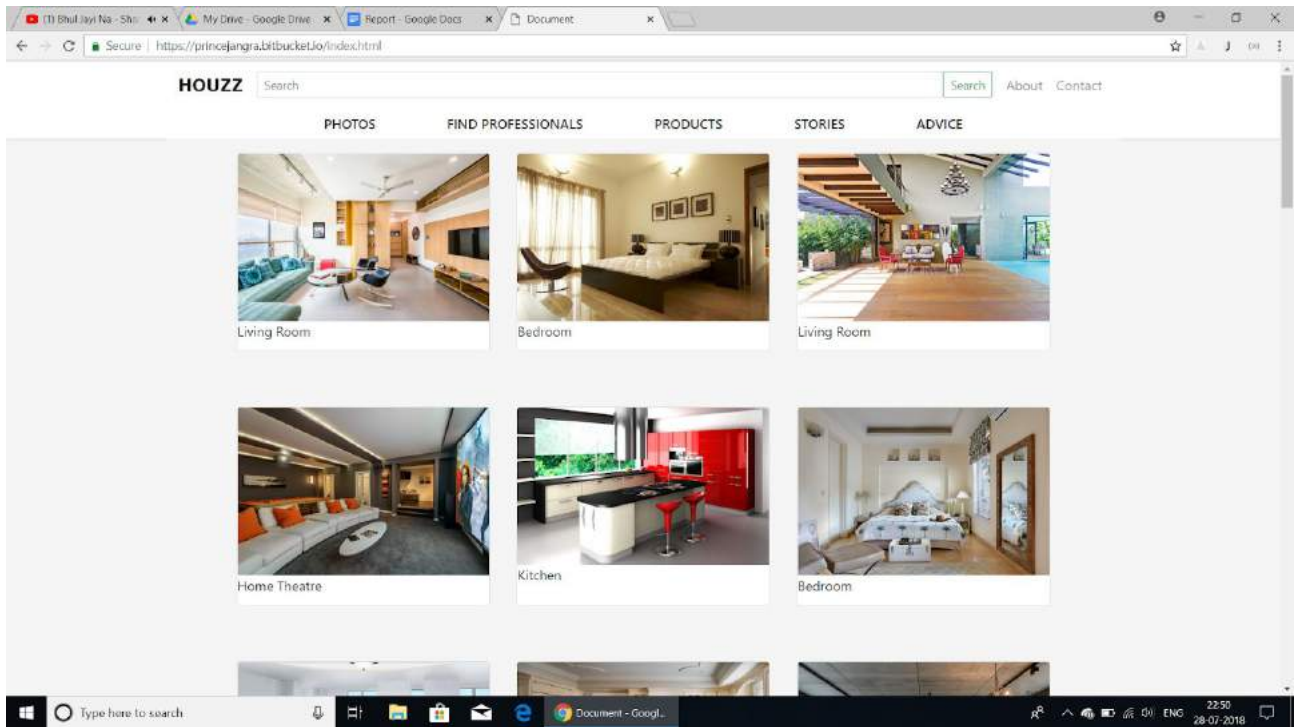 (1) Bhul Jayi Na - Sh
My Drive - Google Drive
Report - Google Docs
Document
Secure
https://princejangra.bitbucket.io/index.html
HOUZZ
Search
Search
About
Contact
PHOTOS
FIND PROFESSIONALS
PRODUCTS
STORIES
ADVICE
Living Room
Bedroom
Living Room
Home Theatre
Kitchen
Bedroom
Type here to search
Document - Googl...
ENG
22:50
28-07-2018